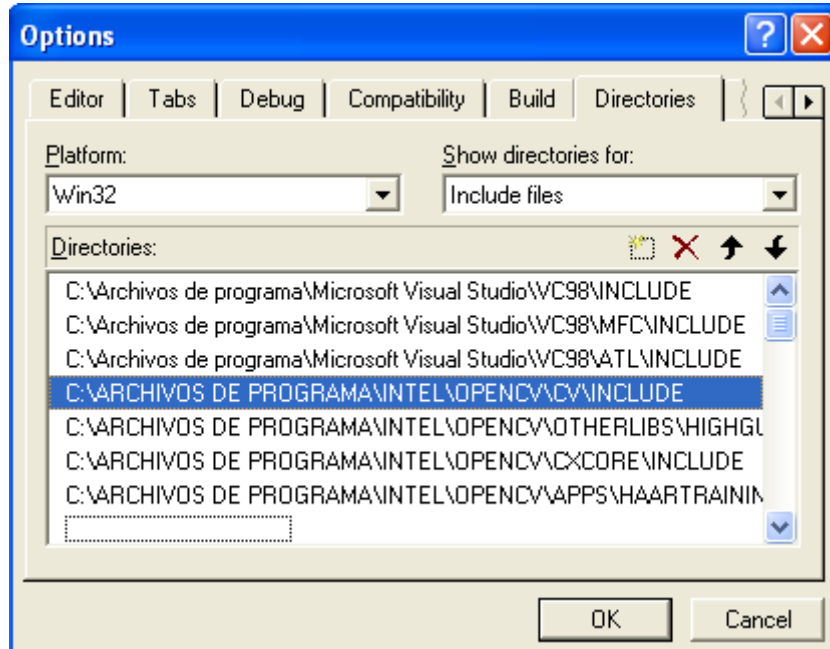 Options
Editor Tabs Debug Compatibility Build Directories
Platform: Show directories for:
Win32 Include files
Directories:
C:\Archivos de programa\Microsoft Visual Studio\VC98\INCLUDE
C:\Archivos de programa\Microsoft Visual Studio\VC98\MFC\INCLUDE
C:\Archivos de programa\Microsoft Visual Studio\VC98\ATL\INCLUDE
C:\ARCHIVOS DE PROGRAMA\INTEL\OPENCV\CV\INCLUDE
C:\ARCHIVOS DE PROGRAMA\INTEL\OPENCV\OTHERLIBS\HIGHGU
C:\ARCHIVOS DE PROGRAMA\INTEL\OPENCV\CXCORE\INCLUDE
C:\ARCHIVOS DE PROGRAMA\INTEL\OPENCV\APPS\HAARTRAININ
OK Cancel